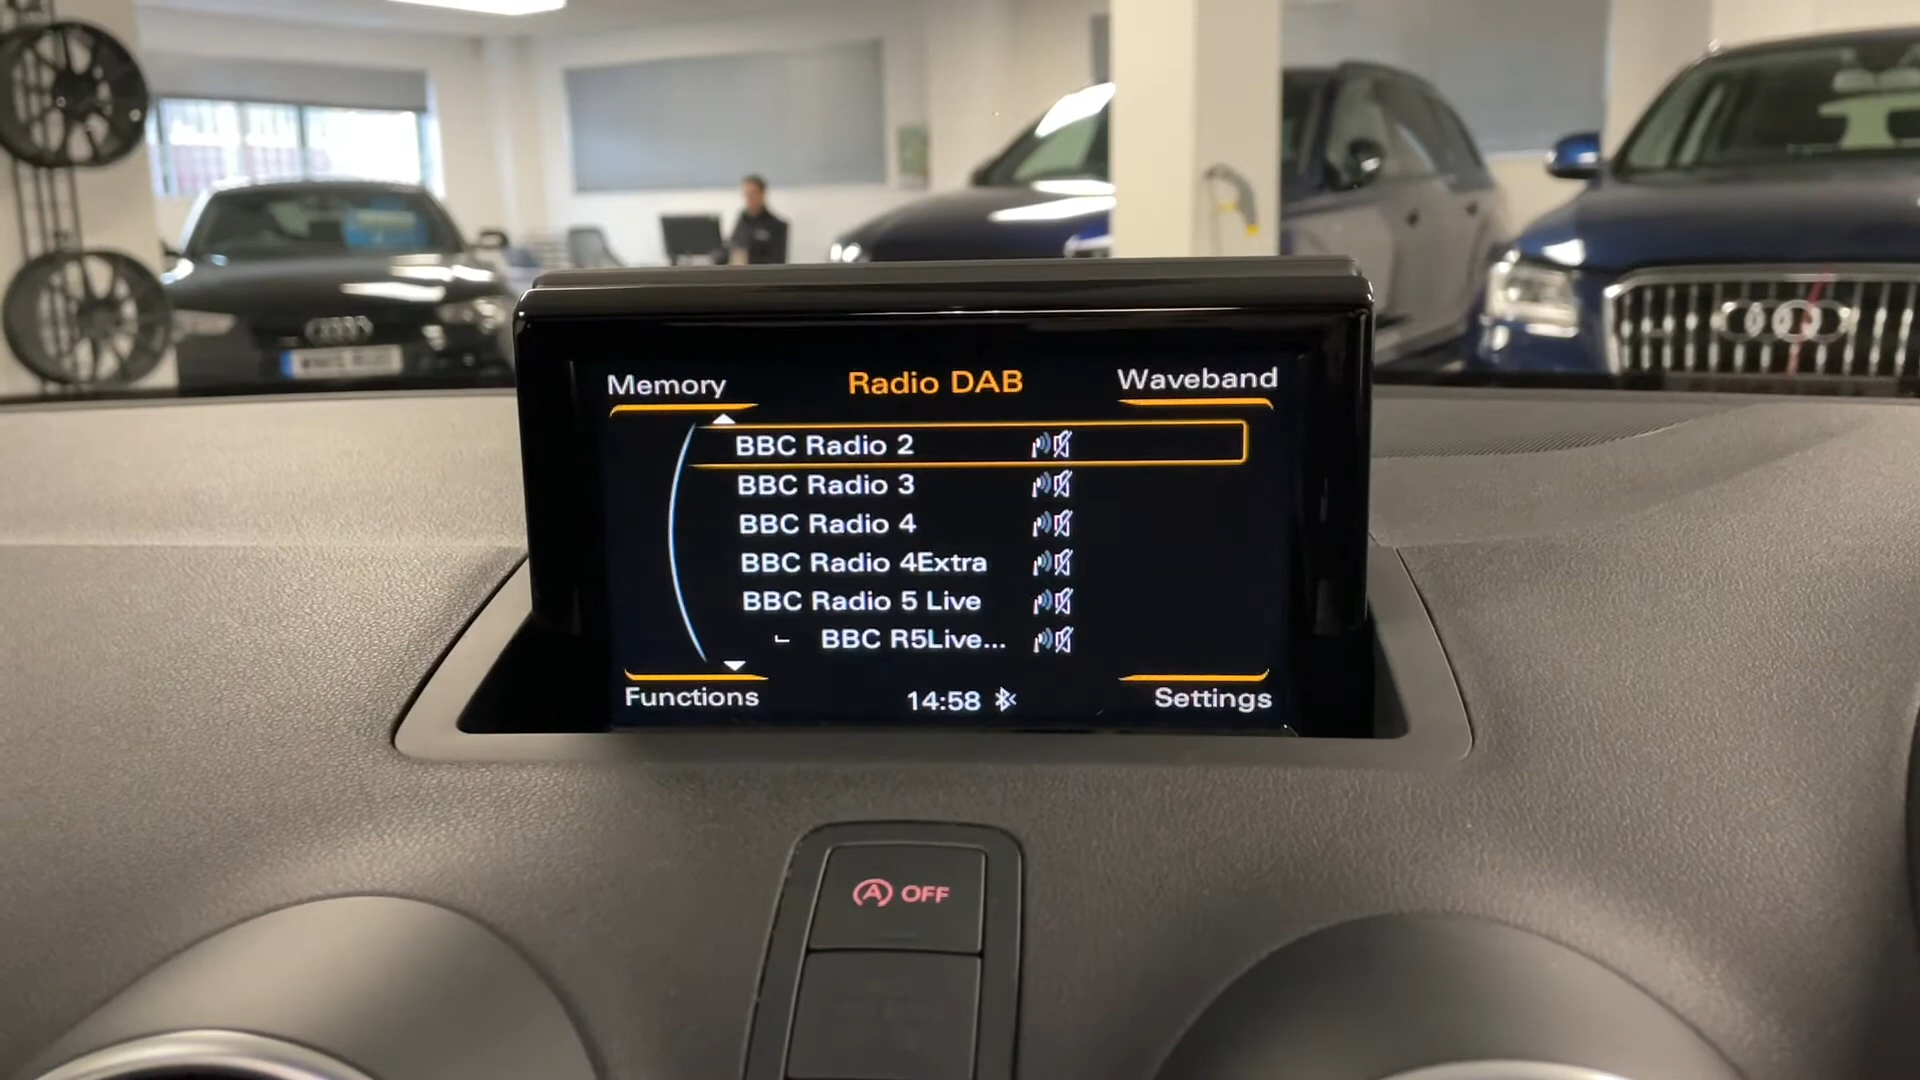 Memory
Radio DAB
Waveband
BBC Radio 2
BBC Radio 3
BBC Radio 4
BBC Radio 4Extra
BBC Radio 5 Live
BBC R5Live...
Functions
14:58
Settings
A OFF